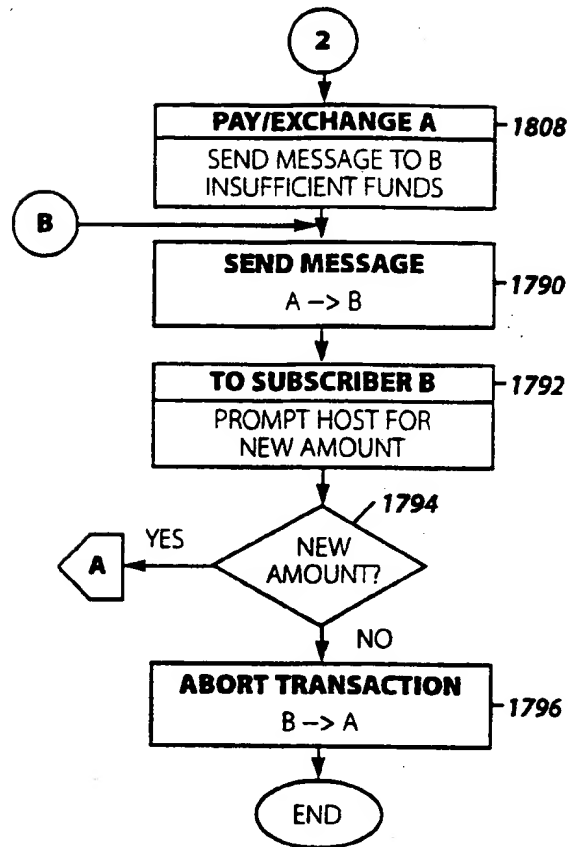 2
PAY/EXCHANGE A
1808
SEND MESSAGE TO B
INSUFFICIENT FUNDS
B
SEND MESSAGE
1790
A –> B
TO SUBSCRIBER B
1792
PROMPT HOST FOR
NEW AMOUNT
1794
YES
A
NEW
AMOUNT?
NO
ABORT TRANSACTION
1796
B –> A
END